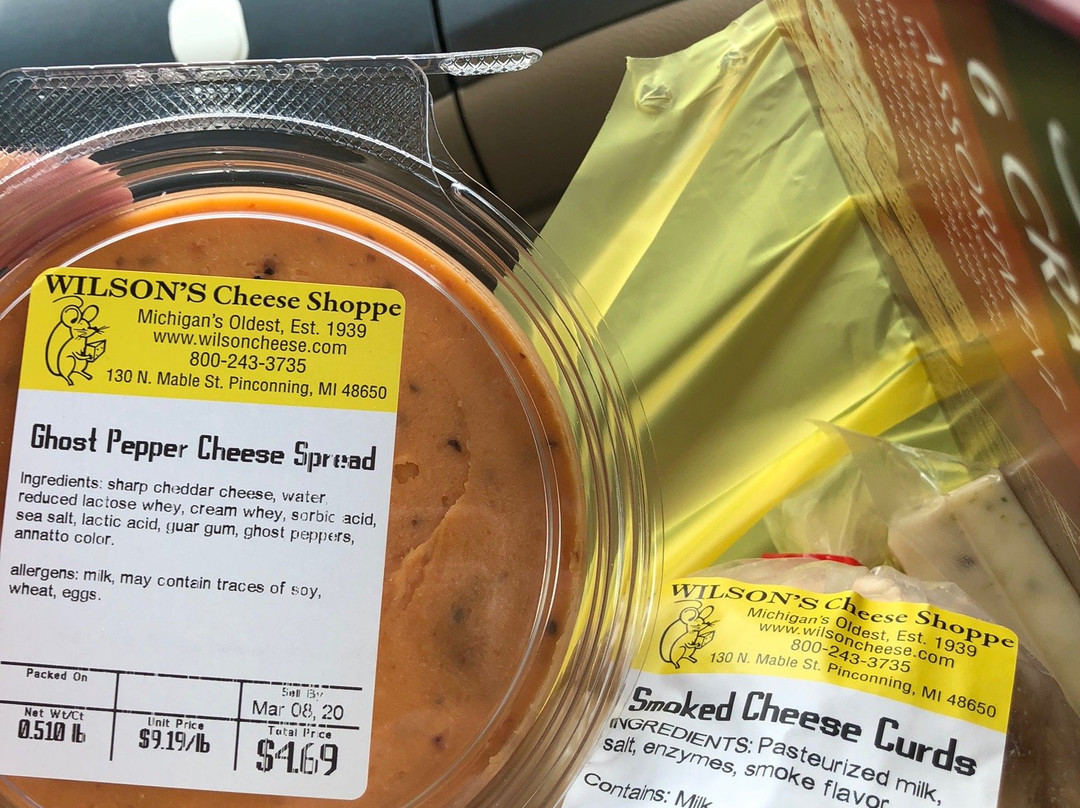 WILSON'S Cheese Shoppe
Michigan's Oldest, Est. 1939
www.wilsoncheese.com
800-243-3735
130 N. Mable St. Pinconning, MI 48650
Ghost Pepper Cheese Spread
Ingredients: sharp cheddar cheese, water,
reduced lactose whey, cream whey, sorbic acid,
sea salt, lactic acid, guar gum, ghost peppers,
annatto color.
allergens: milk, may contain traces of soy,
wheat, eggs.
Packed On
Sell By
Mar 08, 20
Net Wt/Ct
0.510 lb
Unit Price
$9.19/lb
Total Price
$4.69
WILSON'S Cheese Shoppe
Michigan's Oldest, Est. 1939
www.wilsoncheese.com
800-243-3735
130 N. Mable St. Pinconning, MI 48650
Smoked Cheese Curds
INGREDIENTS: Pasteurized milk,
salt, enzymes, smoke flavor
Contains: Milk
6